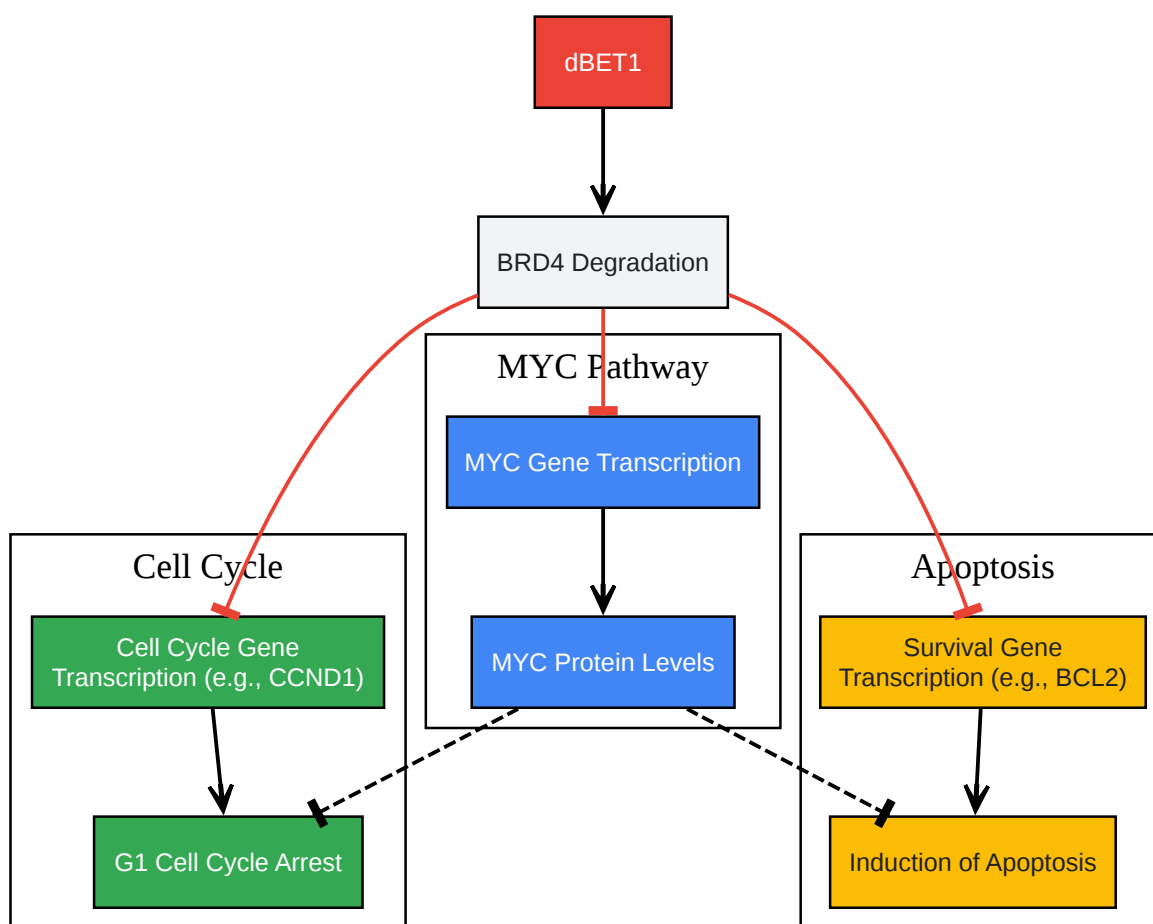 dBET1
BRD4 Degradation
MYC Pathway
MYC Gene Transcription
Cell Cycle
Apoptosis
Cell Cycle Gene
Transcription (e.g., CCND1)
MYC Protein Levels
Survival Gene
Transcription (e.g., BCL2)
G1 Cell Cycle Arrest
Induction of Apoptosis